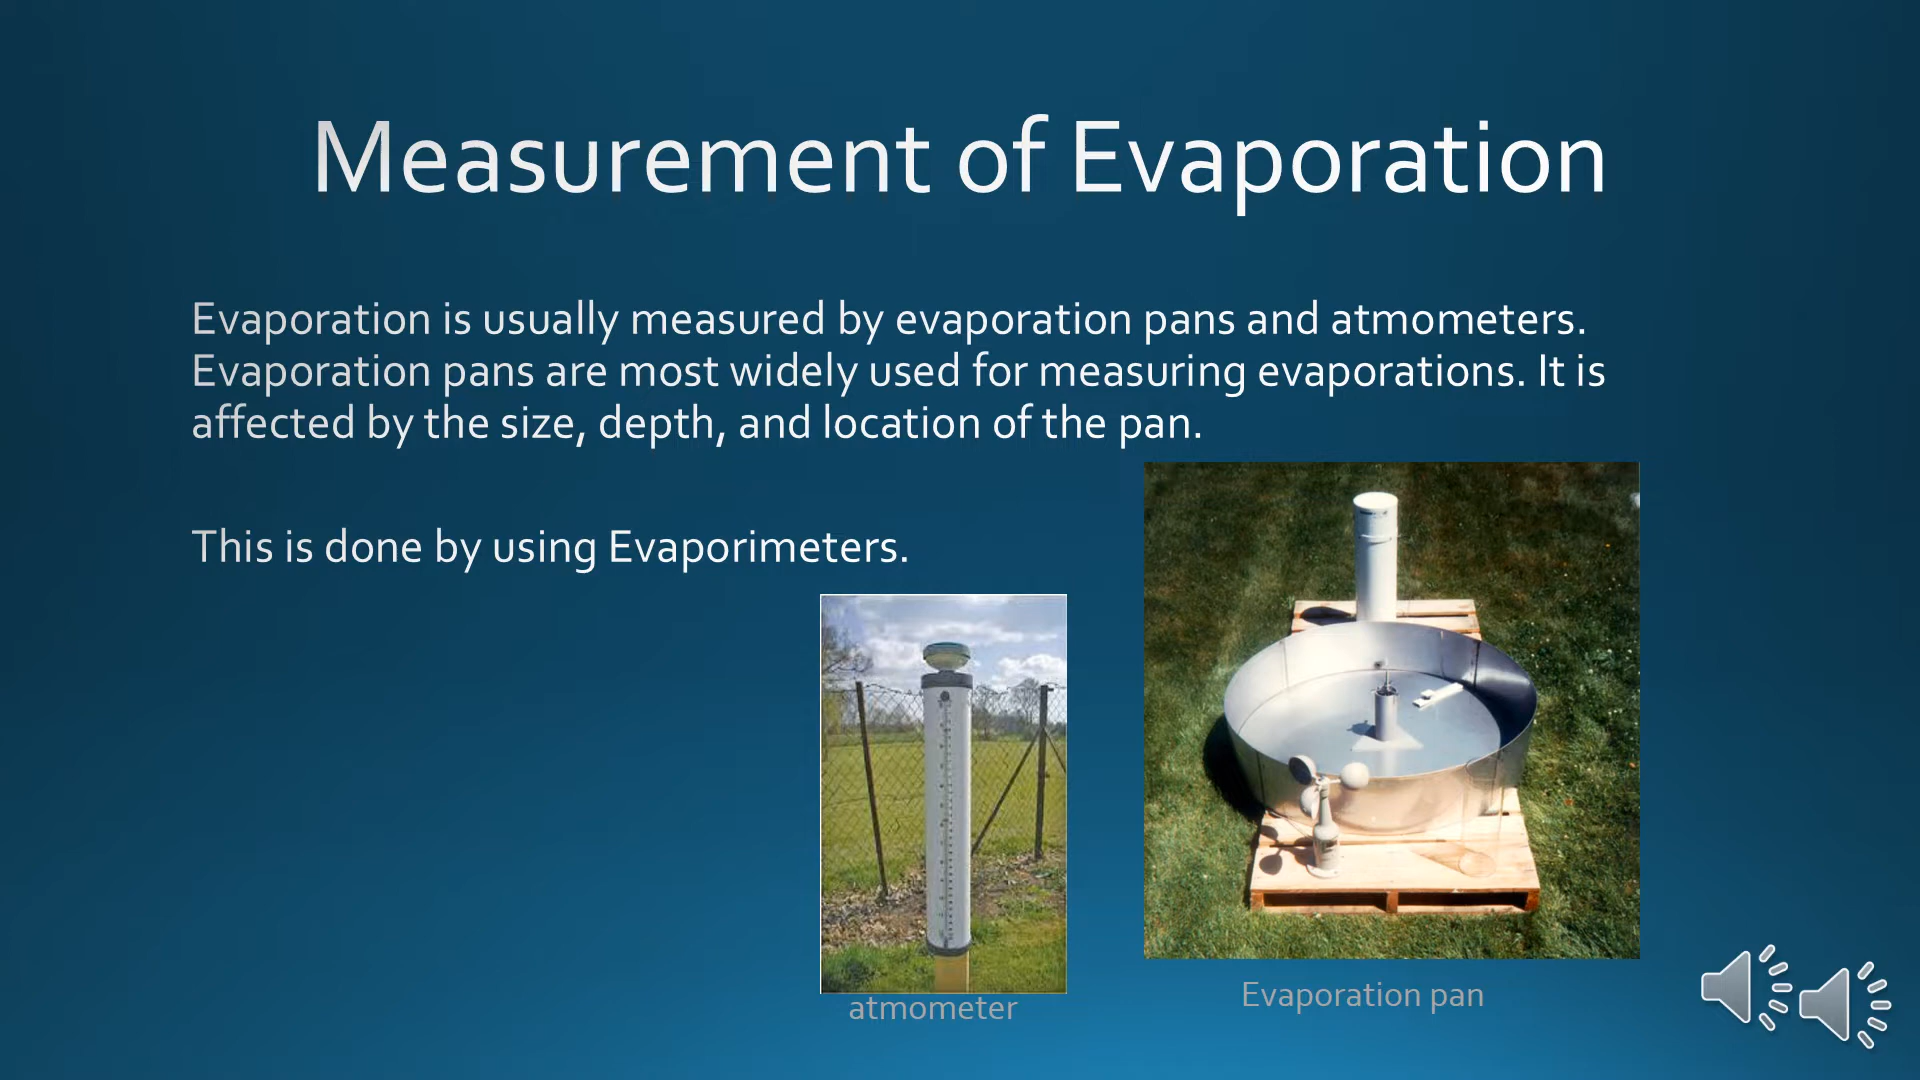 Measurement of Evaporation
Evaporation is usually measured by evaporation pans and atmometers.
Evaporation pans are most widely used for measuring evaporations. It is
affected by the size, depth, and location of the pan.
This is done by using Evaporimeters.
atmometer
Evaporation pan